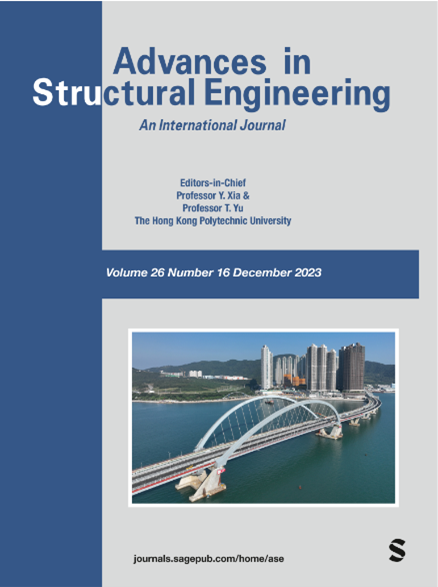 Advances in
Structural Engineering
An International Journal
Editors-in-Chief
Professor Y. Xia &
Professor T. Yu
The Hong Kong Polytechnic University
Volume 26 Number 16 December 2023
journals.sagepub.com/home/ase
S